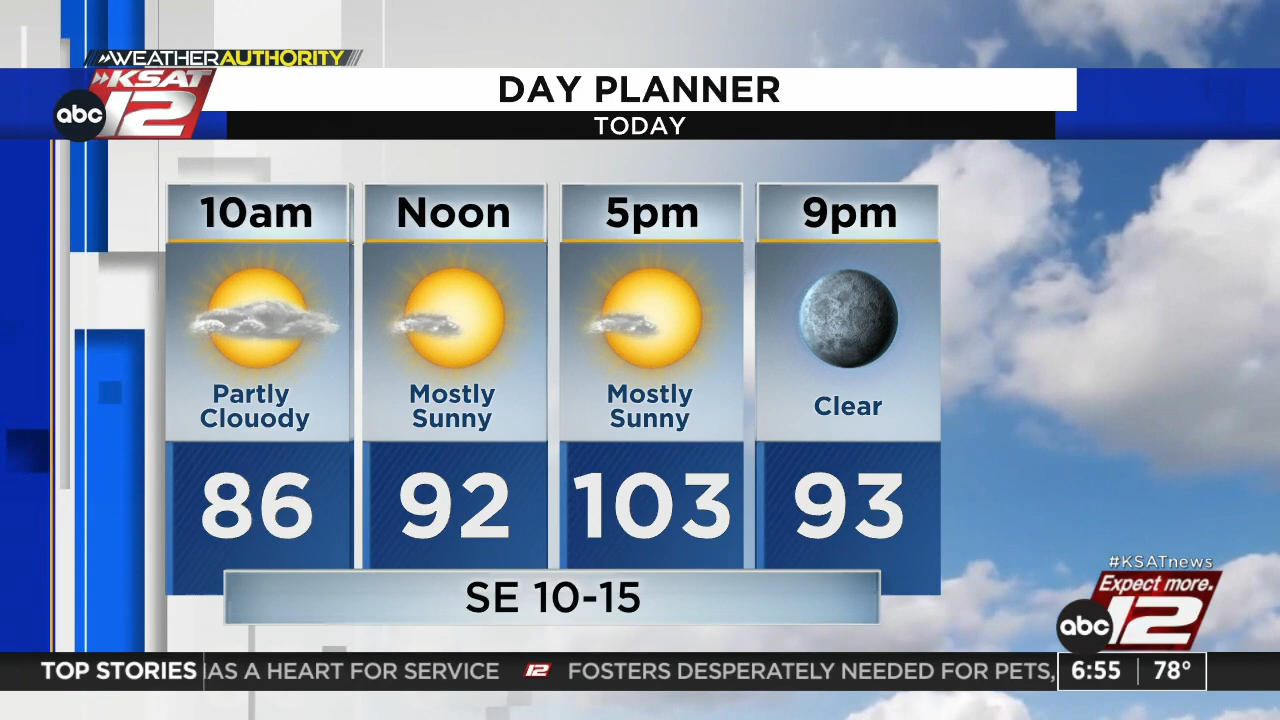 WEATHERAUTHORITY
KSAT
abc 12
DAY PLANNER
TODAY
10am Noon 5pm 9pm
Partly Mostly Mostly Clear
Clouody Sunny Sunny
86 92 103 93
SE 10-15
#KSATnews
Expect more.
abc 12
TOP STORIES HAS A HEART FOR SERVICE 12 FOSTERS DESPERATELY NEEDED FOR PETS, 6:55 78°